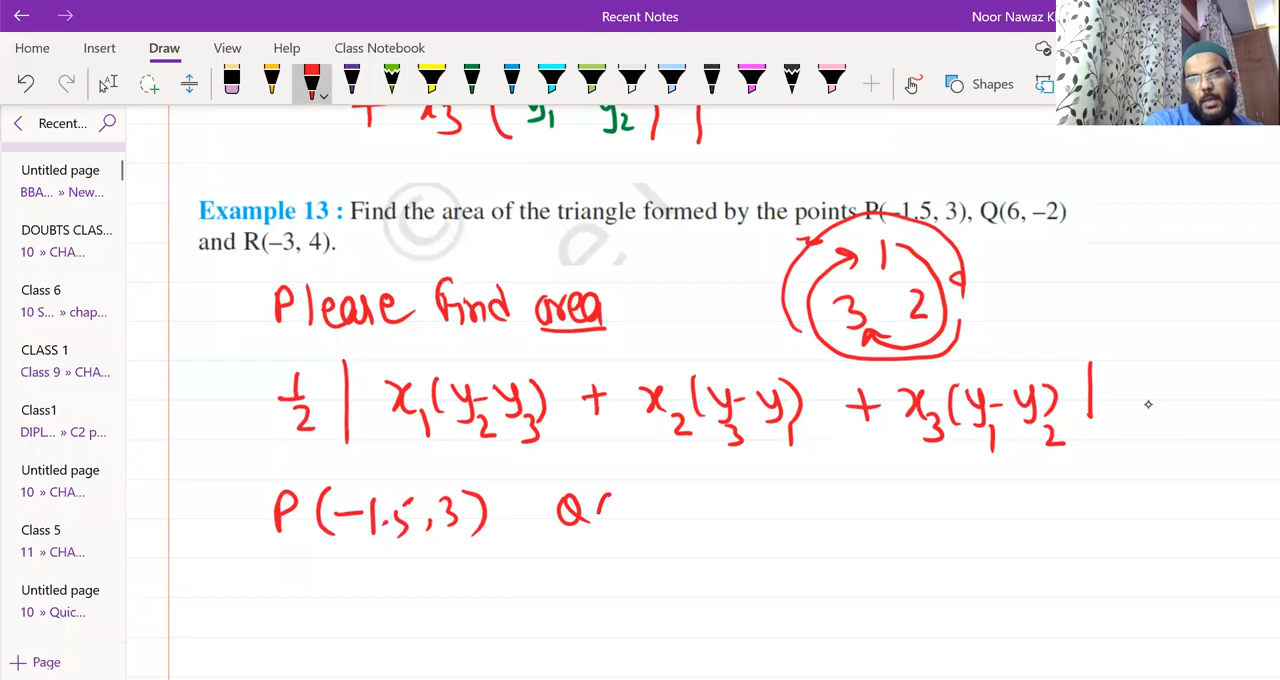 Recent Notes
Noor Nawaz K
Home Insert Draw View Help Class Notebook
Shapes
Recent...
Untitled page
BBA... » New...
DOUBTS CLAS...
10 » CHA...
Class 6
10 S... » chap...
CLASS 1
Class 9 » CHA...
Class1
DIPL... » C2 p...
Untitled page
10 » CHA...
Class 5
11 » CHA...
Untitled page
10 » Quic...
+ Page
+ x3 ( y1 y2 ) |
Example 13 : Find the area of the triangle formed by the points P(–1.5, 3), Q(6, –2)
and R(–3, 4).
1
3 2
Please find area
1/2 | x1(y2-y3) + x2(y3-y1) + x3(y1-y2) |
P(-1.5,3) Q(